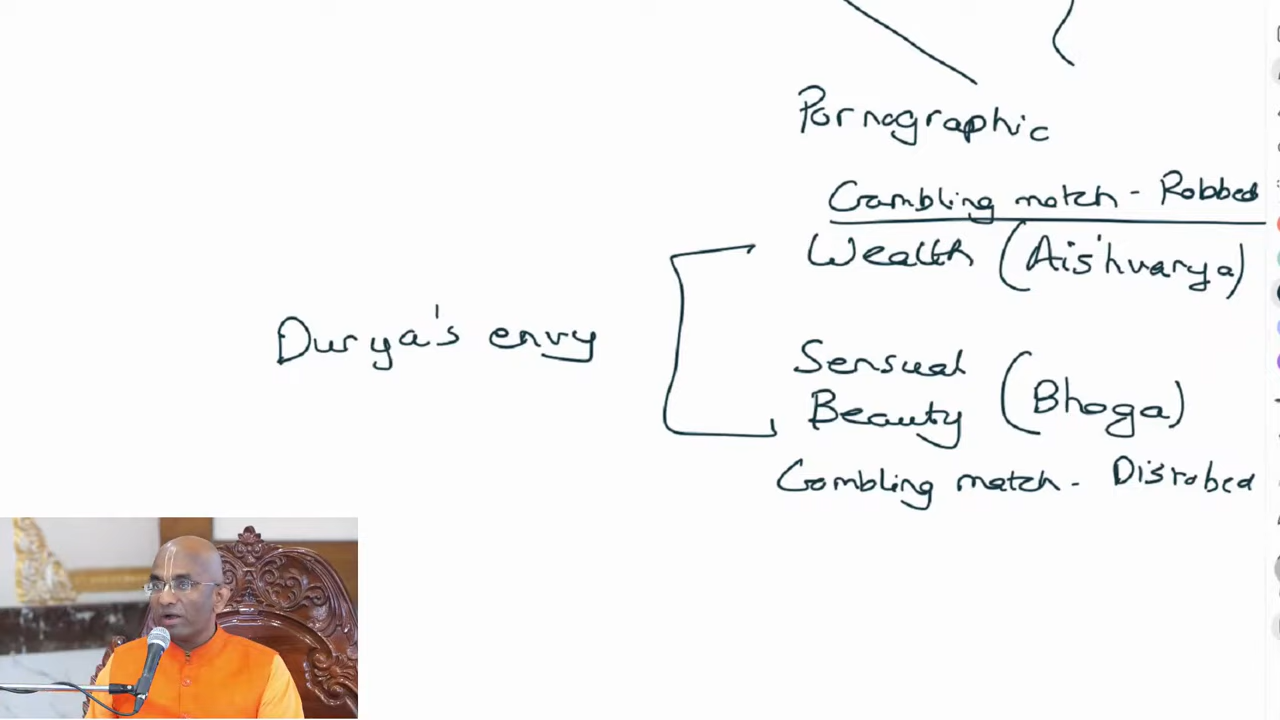 Pornographic
Gambling match - Robbed
Wealth (Aishvarya)
Durya's envy
Sensual
Beauty (Bhoga)
Gambling match - Disrobed